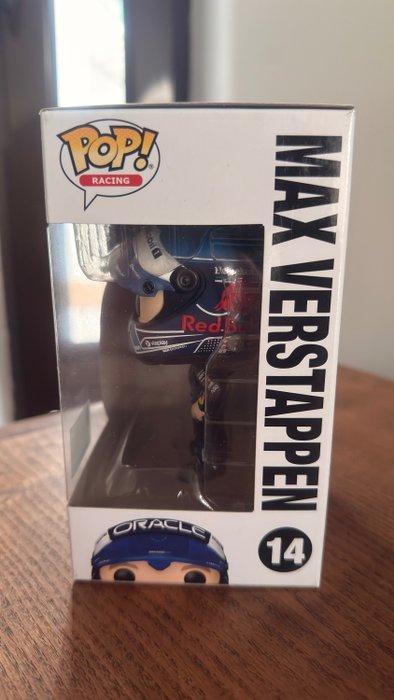 POP!
RACING
MAX VERSTAPPEN
14
Red Bull
ORACLE